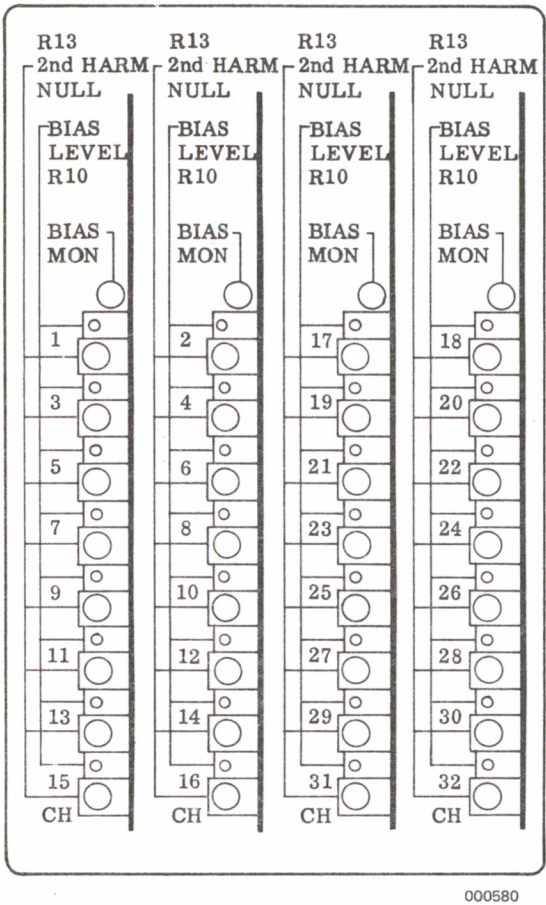 R13 R13 R13 R13
2nd HARM 2nd HARM 2nd HARM 2nd HARM
NULL NULL NULL NULL
BIAS BIAS BIAS BIAS
LEVEL LEVEL LEVEL LEVEL
R10 R10 R10 R10
BIAS BIAS BIAS BIAS
MON MON MON MON
1 2 17 18
3 4 19 20
5 6 21 22
7 8 23 24
9 10 25 26
11 12 27 28
13 14 29 30
15 16 31 32
CH CH CH CH
000580